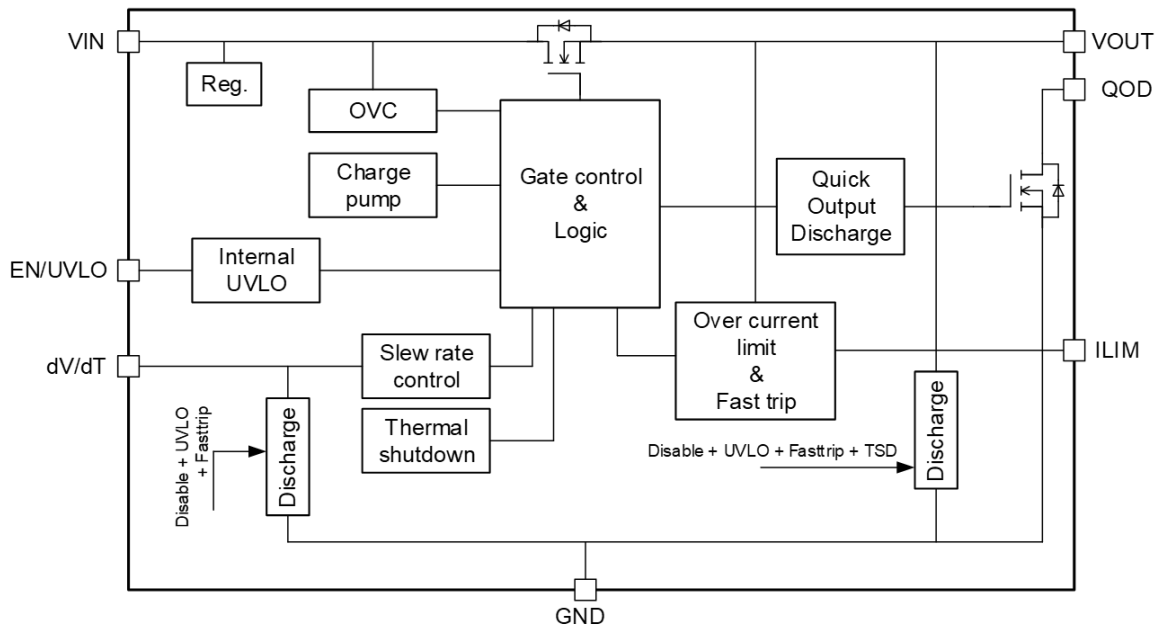 VIN
VOUT
Reg.
QOD
OVC
Charge
pump
Gate control
&
Logic
Quick
Output
Discharge
EN/UVLO
Internal
UVLO
dV/dT
Slew rate
control
Over current
limit
&
Fast trip
ILIM
Disable + UVLO
+ Fasttrip
Discharge
Thermal
shutdown
Disable + UVLO + Fasttrip + TSD
Discharge
GND